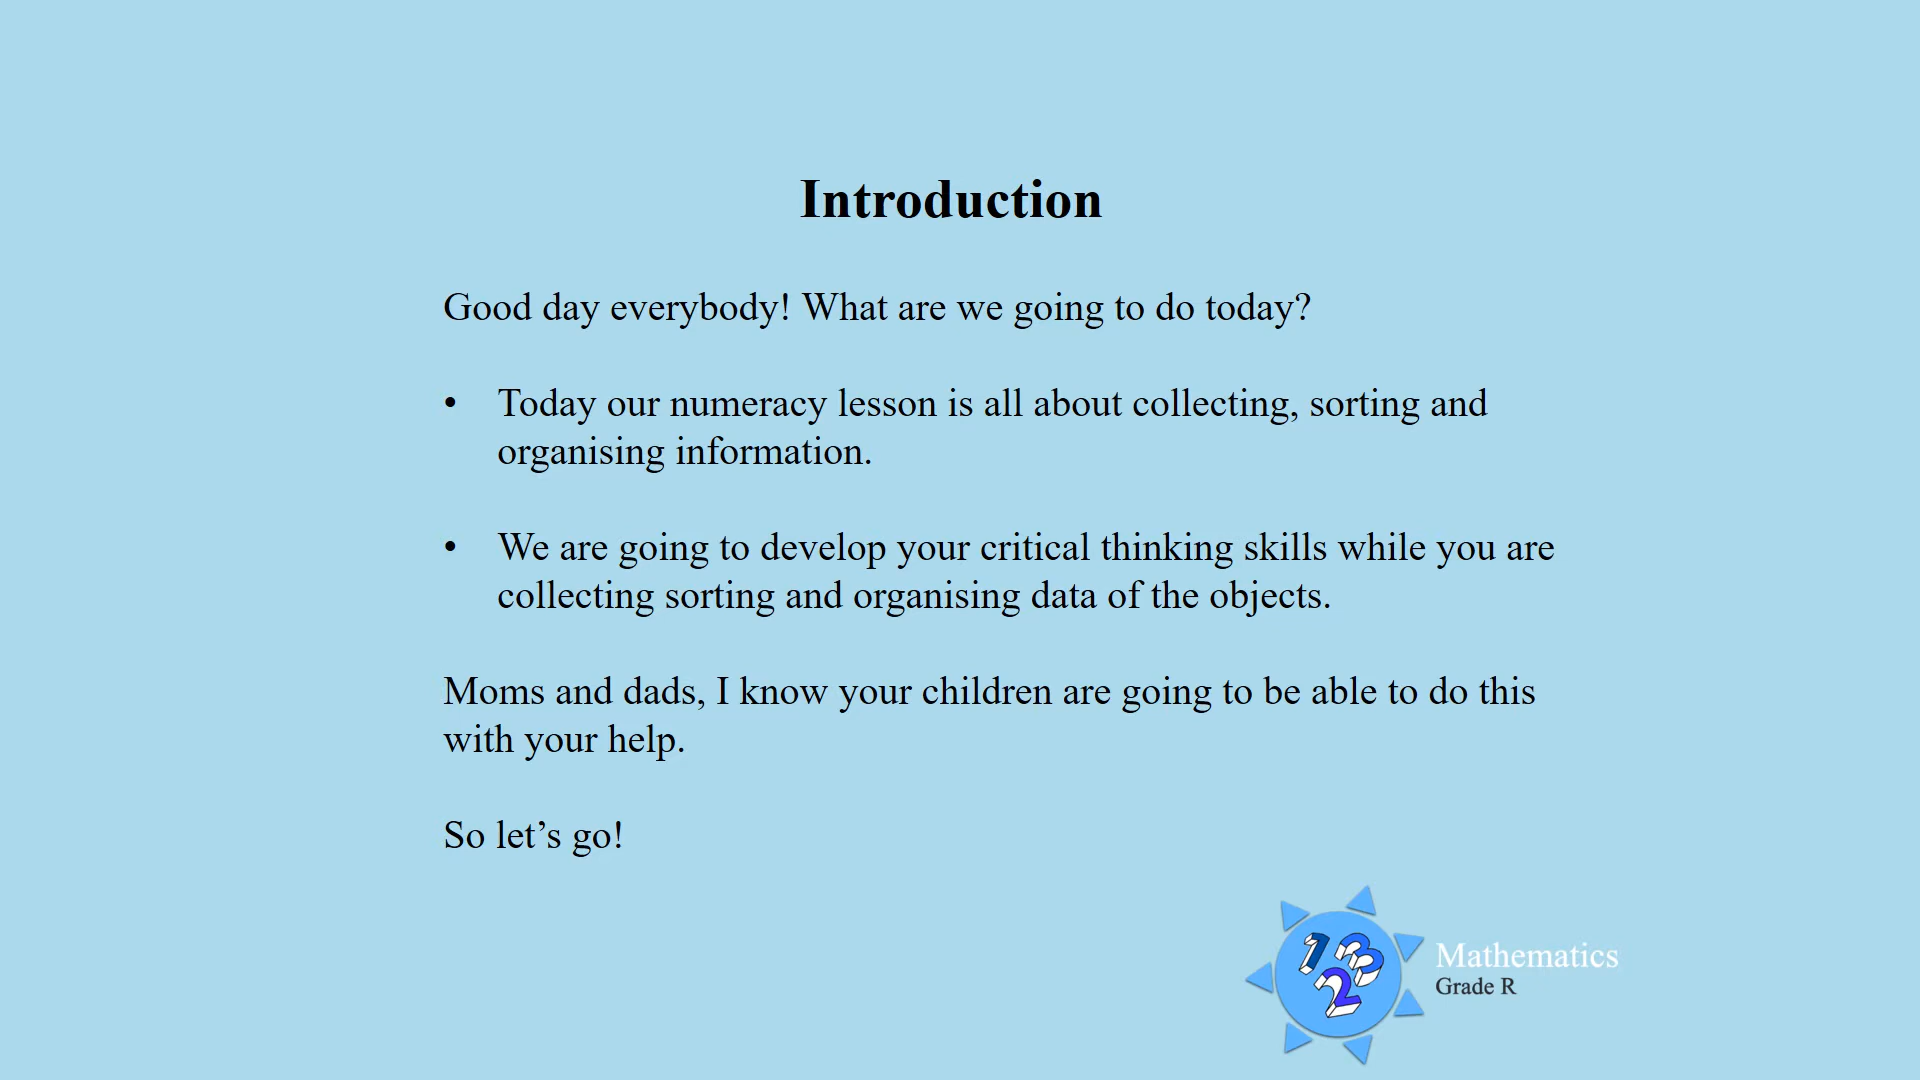 Introduction
Good day everybody! What are we going to do today?
• Today our numeracy lesson is all about collecting, sorting and
organising information.
• We are going to develop your critical thinking skills while you are
collecting sorting and organising data of the objects.
Moms and dads, I know your children are going to be able to do this
with your help.
So let’s go!
1 2 3
Mathematics
Grade R